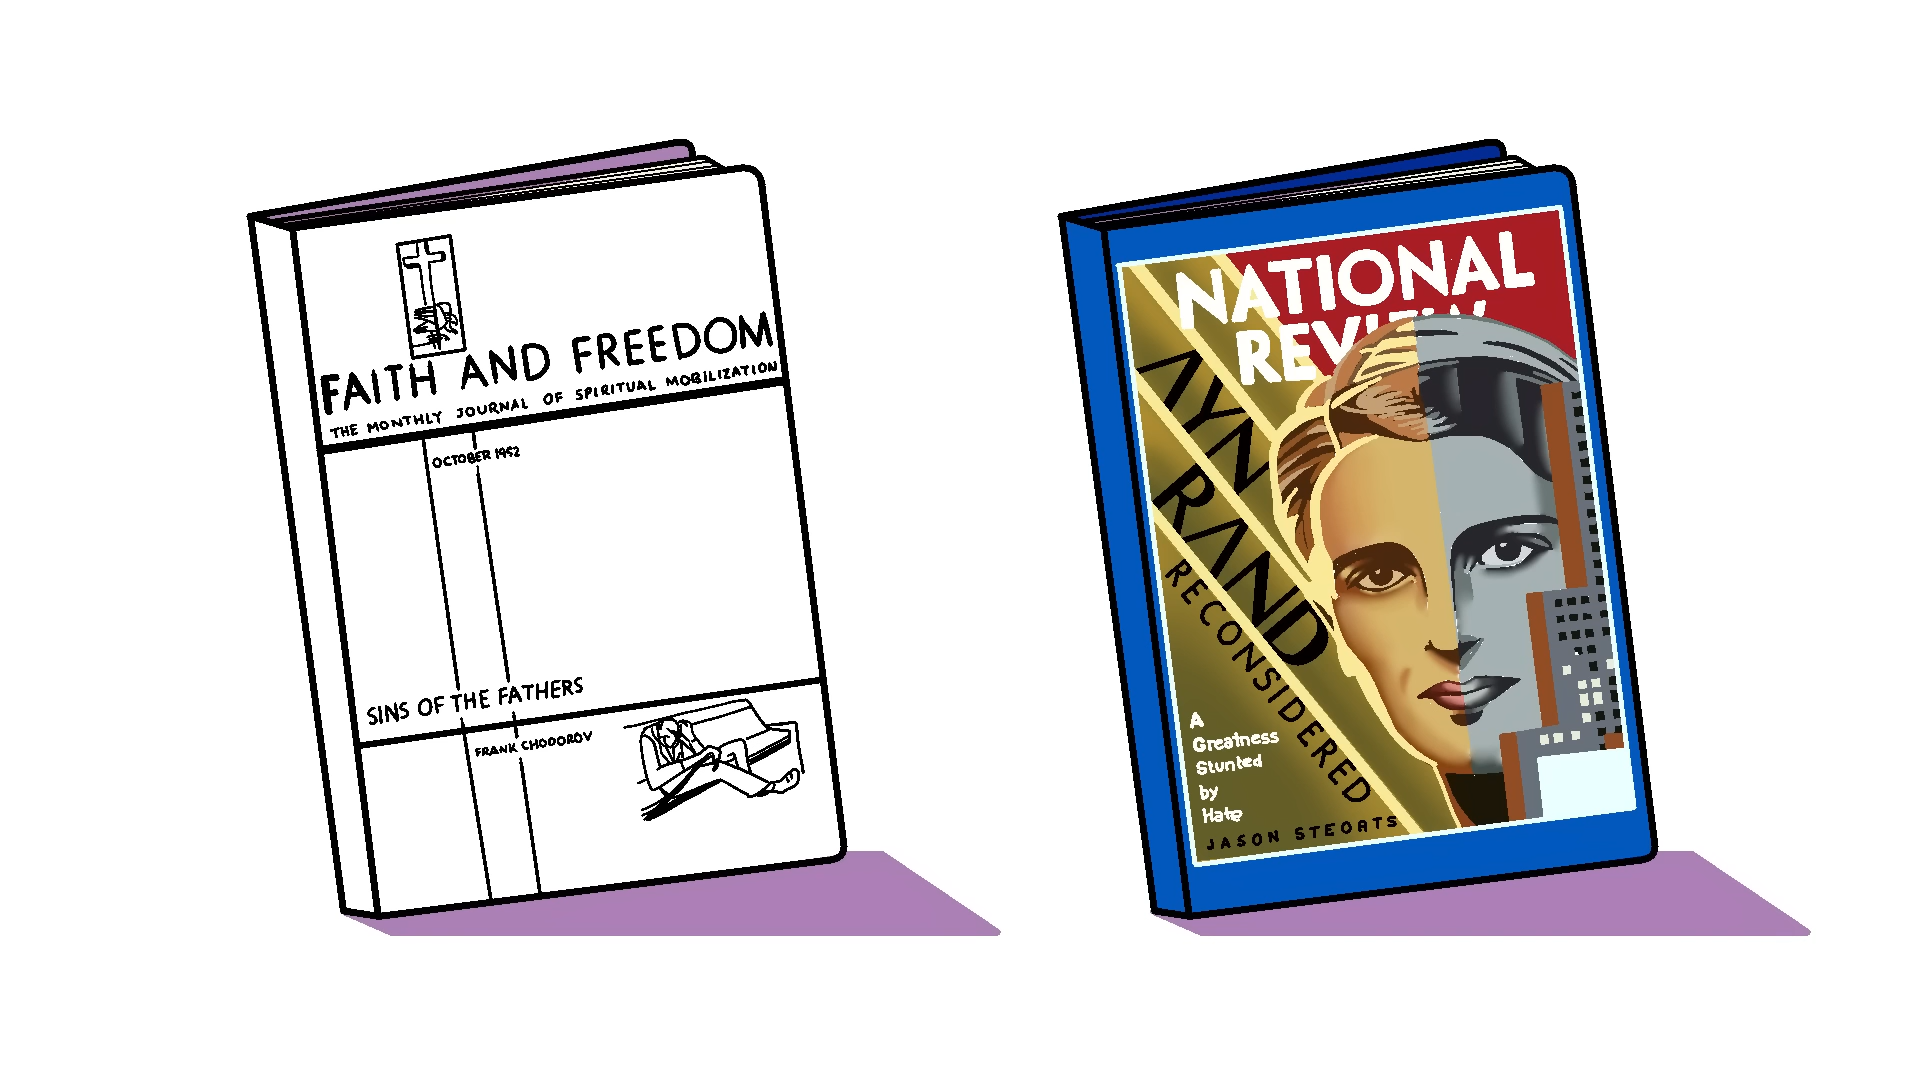 FAITH AND FREEDOM
THE MONTHLY JOURNAL OF SPIRITUAL MOBILIZATION
OCTOBER 1952
SINS OF THE FATHERS
FRANK CHODOROV
NATIONAL
REVIEW
AYN
RAND
RECONSIDERED
A
Greatness
Stunted
by
Hate
JASON STEORTS